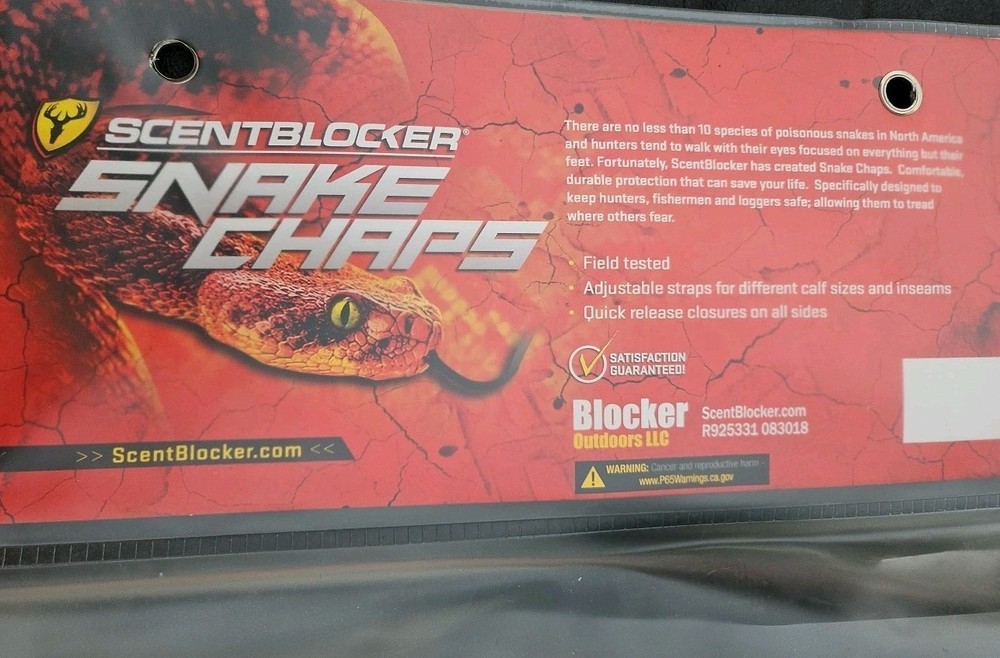 SCENTBLOCKER®
SNAKE
CHAPS
>> ScentBlocker.com <<
There are no less than 10 species of poisonous snakes in North America
and hunters tend to walk with their eyes focused on everything but their
feet. Fortunately, ScentBlocker has created Snake Chaps. Comfortable,
durable protection that can save your life. Specifically designed to
keep hunters, fishermen and loggers safe; allowing them to tread
where others fear.
• Field tested
• Adjustable straps for different calf sizes and inseams
• Quick release closures on all sides
SATISFACTION
GUARANTEED!
Blocker
Outdoors LLC
ScentBlocker.com
R925331 083018
WARNING: Cancer and reproductive harm -
www.P65Warnings.ca.gov